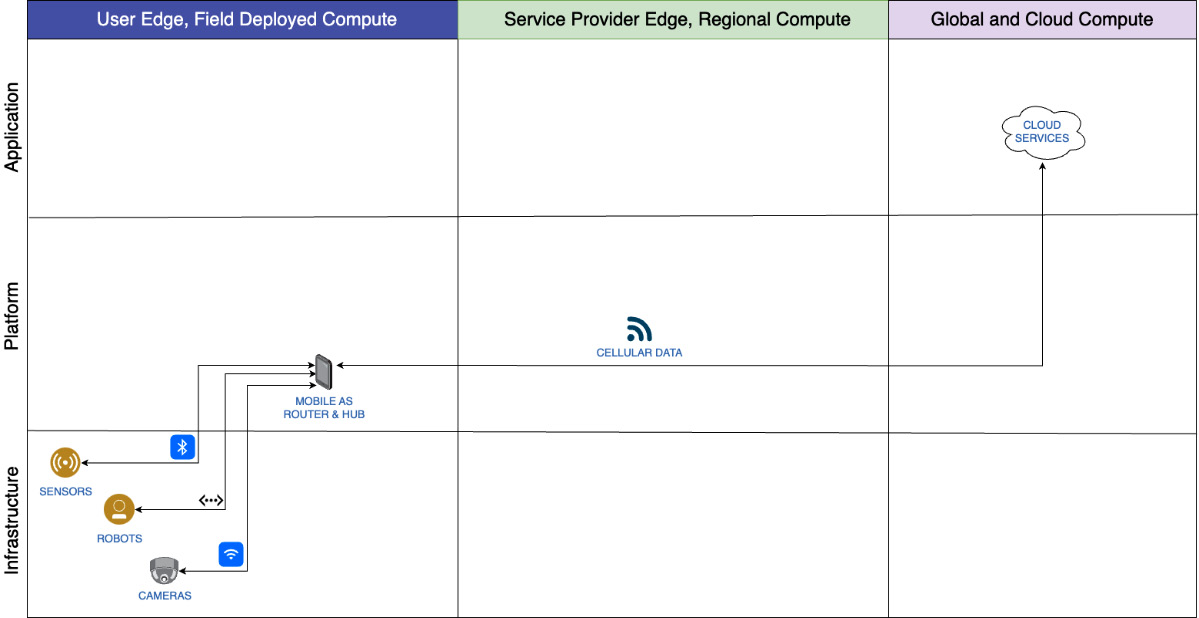 User Edge, Field Deployed Compute
Service Provider Edge, Regional Compute
Global and Cloud Compute
Application
CLOUD
SERVICES
Platform
CELLULAR DATA
MOBILE AS
ROUTER & HUB
Infrastructure
SENSORS
ROBOTS
CAMERAS